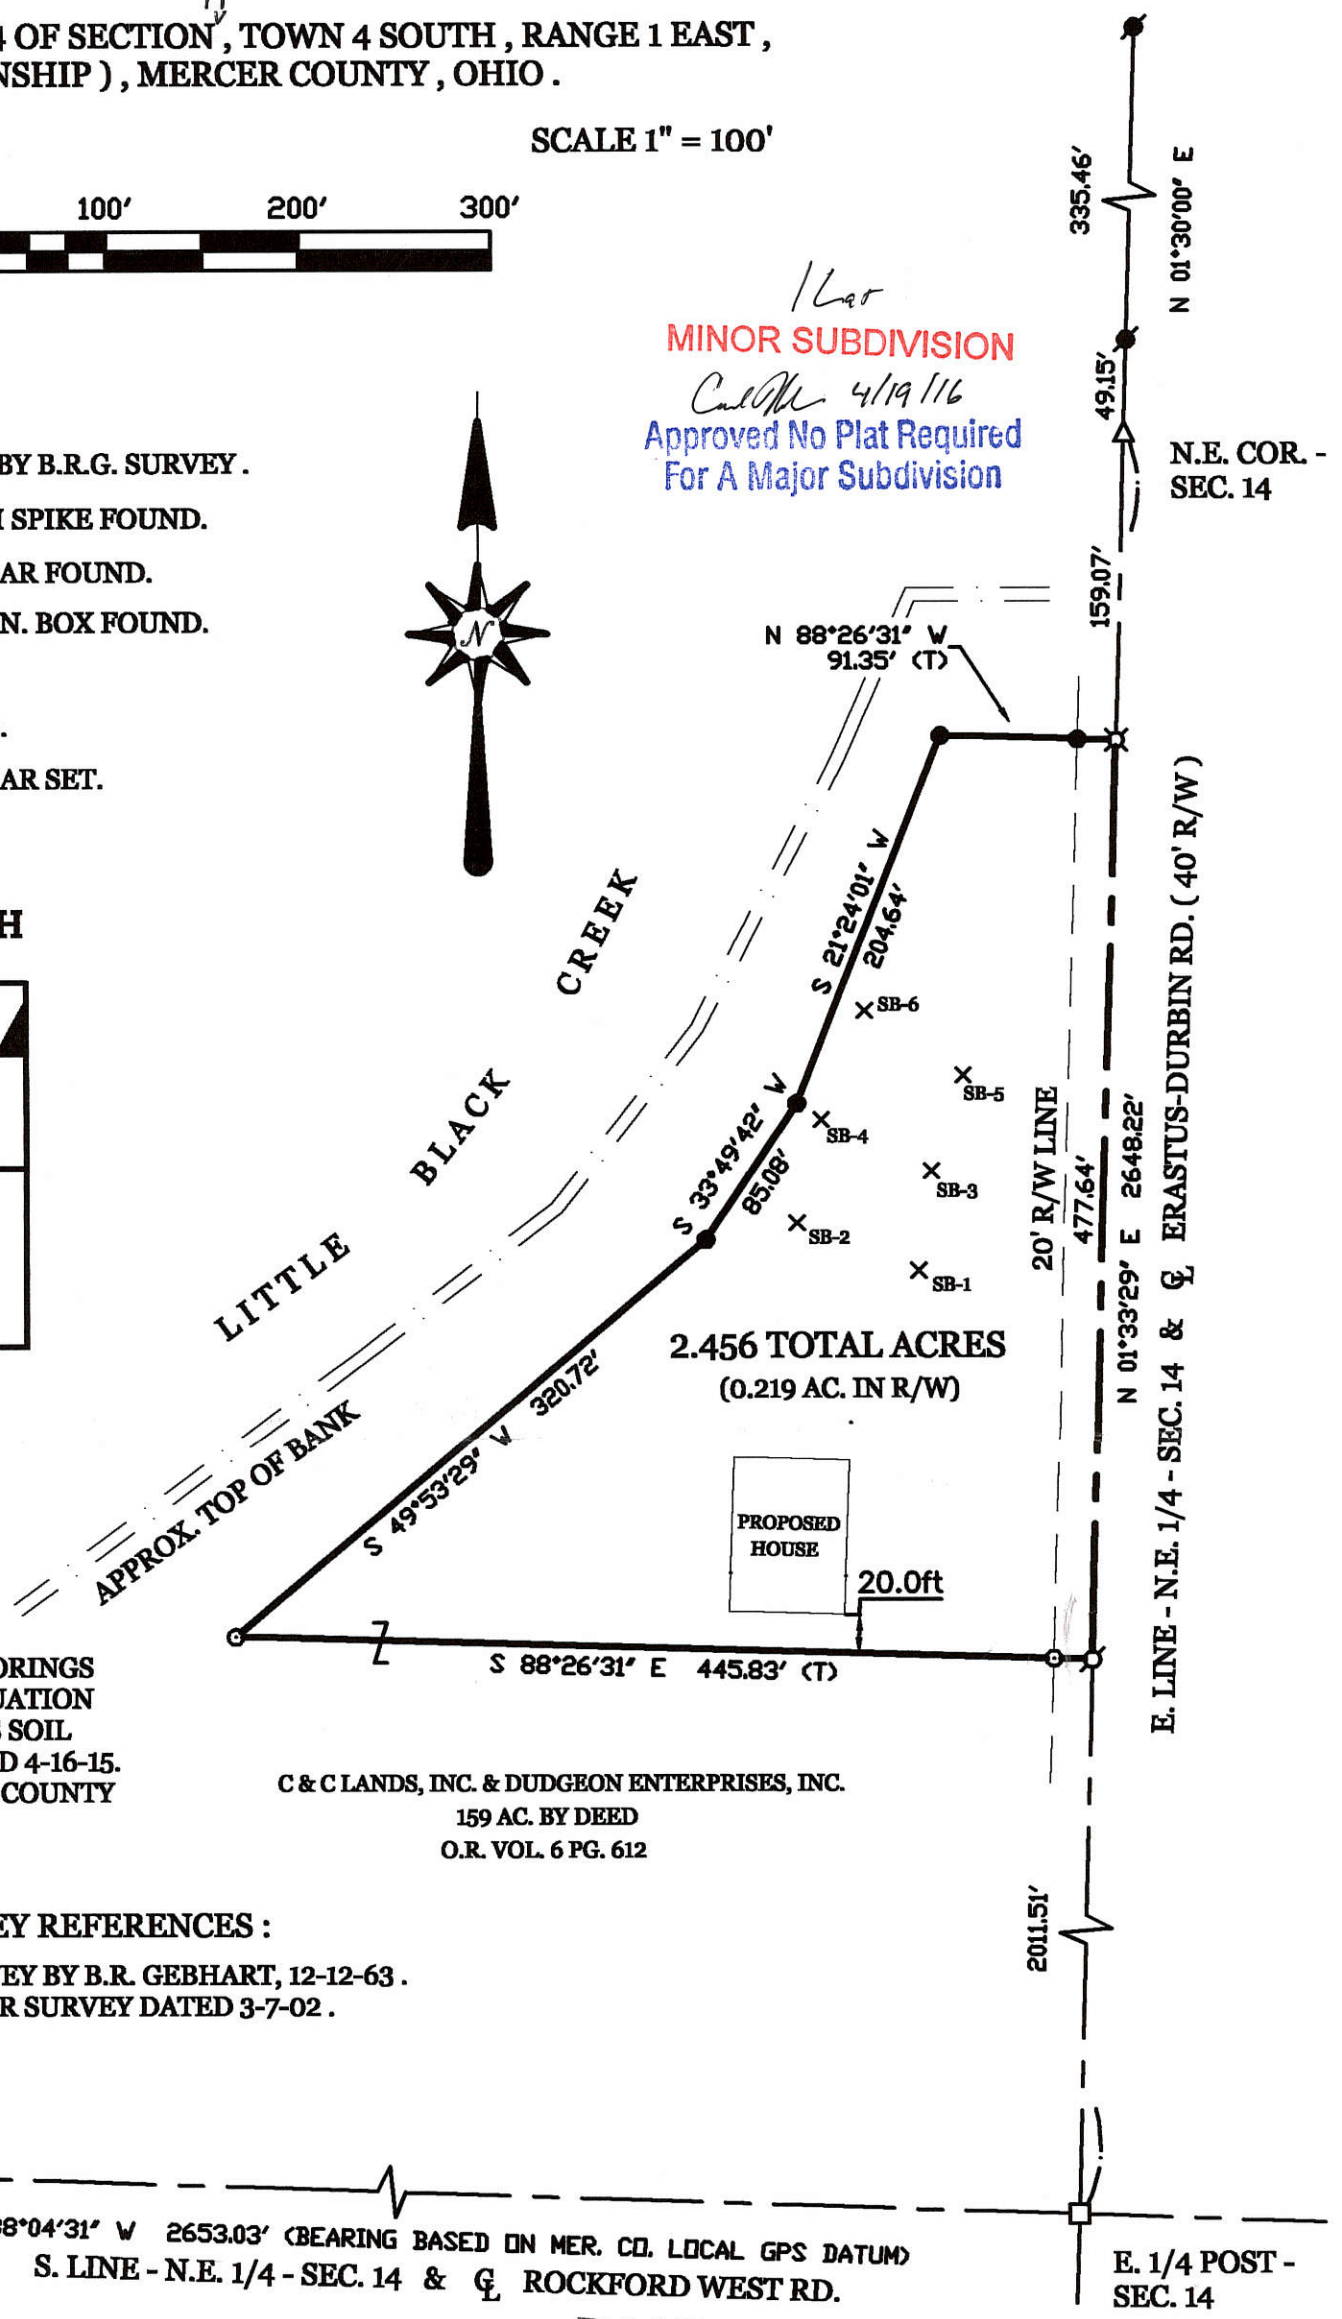 4 OF SECTION , TOWN 4 SOUTH , RANGE 1 EAST ,
NSHIP ) , MERCER COUNTY , OHIO .
SCALE 1" = 100'
100' 200' 300'
335.46'
N 01°30'00" E
1 Lot
MINOR SUBDIVISION
4/19/16
Approved No Plat Required
For A Major Subdivision
49.15'
N.E. COR. -
SEC. 14
BY B.R.G. SURVEY .
SPIKE FOUND.
AR FOUND.
N. BOX FOUND.
.
AR SET.
N
159.07'
N 88°26'31" W
91.35' (T)
H
LITTLE BLACK CREEK
S 21°24'01" W
204.64'
SB-6
SB-5
SB-4
SB-3
SB-2
SB-1
S 33°49'42" W
85.08'
20' R/W LINE
477.64'
N 01°33'29" E 2648.22'
E. LINE - N.E. 1/4 - SEC. 14 & ℄ ERASTUS-DURBIN RD. ( 40' R/W )
2.456 TOTAL ACRES
(0.219 AC. IN R/W)
S 49°53'29" W 320.72'
APPROX. TOP OF BANK
PROPOSED
HOUSE
20.0ft
S 88°26'31" E 445.83' (T)
ORINGS
UATION
SOIL
D 4-16-15.
COUNTY
C & C LANDS, INC. & DUDGEON ENTERPRISES, INC.
159 AC. BY DEED
O.R. VOL. 6 PG. 612
2011.51'
EY REFERENCES :
EY BY B.R. GEBHART, 12-12-63 .
R SURVEY DATED 3-7-02 .
8°04'31" W 2653.03' (BEARING BASED ON MER. CO. LOCAL GPS DATUM)
S. LINE - N.E. 1/4 - SEC. 14 & ℄ ROCKFORD WEST RD.
E. 1/4 POST -
SEC. 14